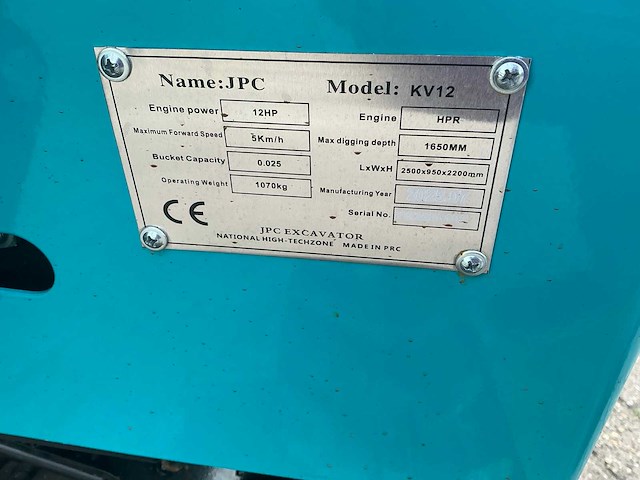 Name:JPC Model: KV12
Engine power 12HP Engine HPR
Maximum Forward Speed 5Km/h Max digging depth 1650MM
Bucket Capacity 0.025 LxWxH 2500x950x2200mm
Operating Weight 1070kg Manufacturing Year
Serial No.
CE
JPC EXCAVATOR
NATIONAL HIGH-TECHZONE MADE IN PRC